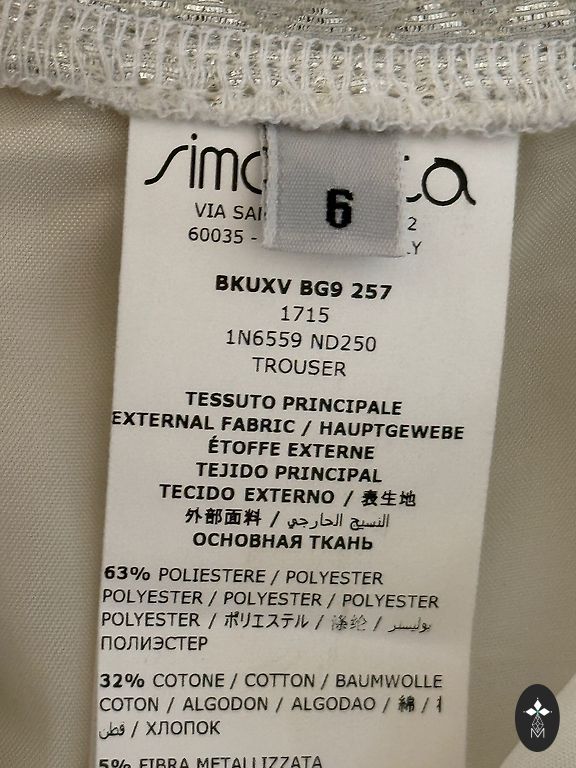 6
VIA
60035 -
BKUXV BG9 257
1715
1N6559 ND250
TROUSER
TESSUTO PRINCIPALE
EXTERNAL FABRIC / HAUPTGEWEBE
ÉTOFFE EXTERNE
TEJIDO PRINCIPAL
TECIDO EXTERNO / 表生地
外部面料 / النسيج الخارجي
ОСНОВНАЯ ТКАНЬ
63% POLIESTERE / POLYESTER
POLYESTER / POLYESTER / POLYESTER
POLYESTER / ポリエステル / 涤纶 / بوليستر
ПОЛИЭСТЕР
32% COTONE / COTTON / BAUMWOLLE
COTON / ALGODON / ALGODAO / 綿 /
قطن / ХЛОПОК
5% FIBRA METALLIZZATA
M